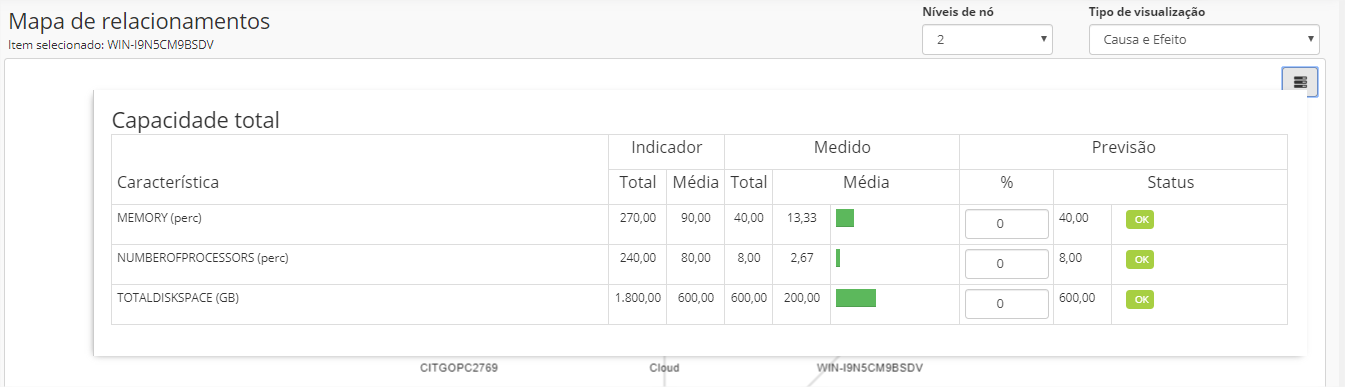 Mapa de relacionamentos
Item selecionado: WIN-I9N5CM9BSDV
Níveis de nó
2
Tipo de visualização
Causa e Efeito
Capacidade total
Indicador Medido Previsão
Característica Total Média Total Média % Status
MEMORY (perc) 270,00 90,00 40,00 13,33 0 40,00 OK
NUMBEROFPROCESSORS (perc) 240,00 80,00 8,00 2,67 0 8,00 OK
TOTALDISKSPACE (GB) 1.800,00 600,00 600,00 200,00 0 600,00 OK
CITGOPC2769 Cloud WIN-I9N5CM9BSDV